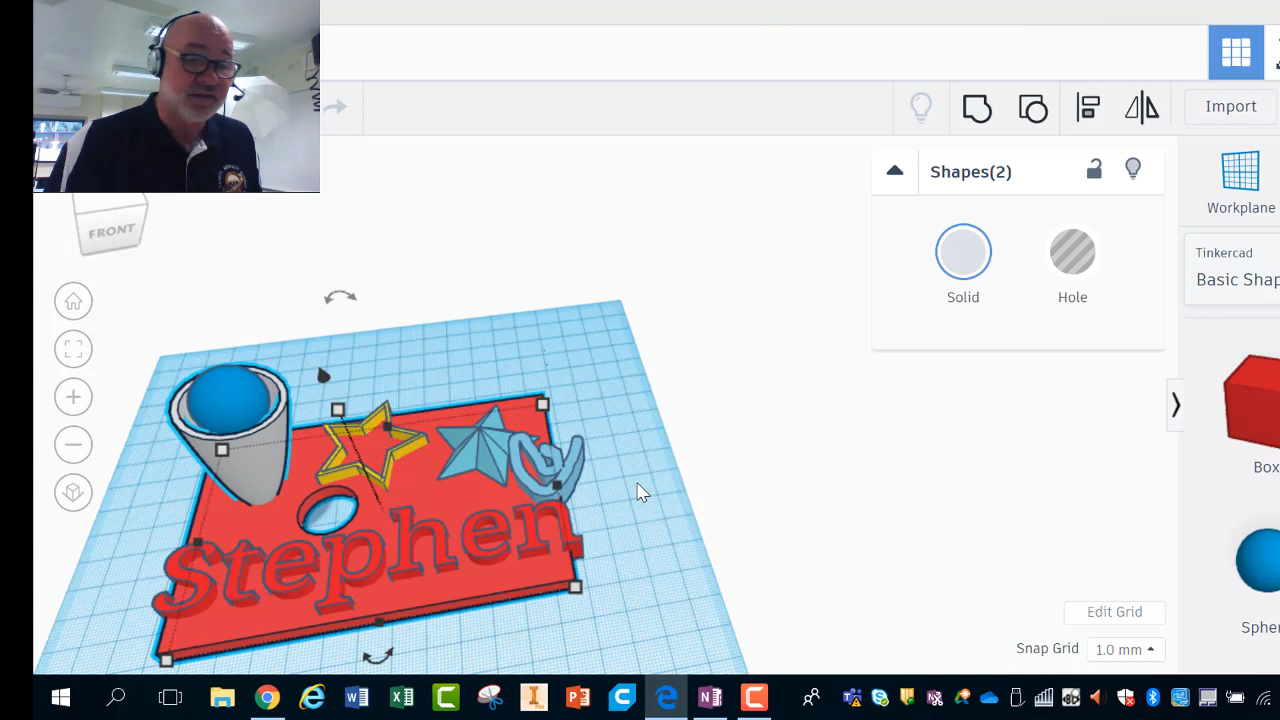 Import
Shapes(2)
Workplane
FRONT
Solid
Hole
Tinkercad
Basic Shap
Box
Stephen
Edit Grid
Spher
Snap Grid
1.0 mm